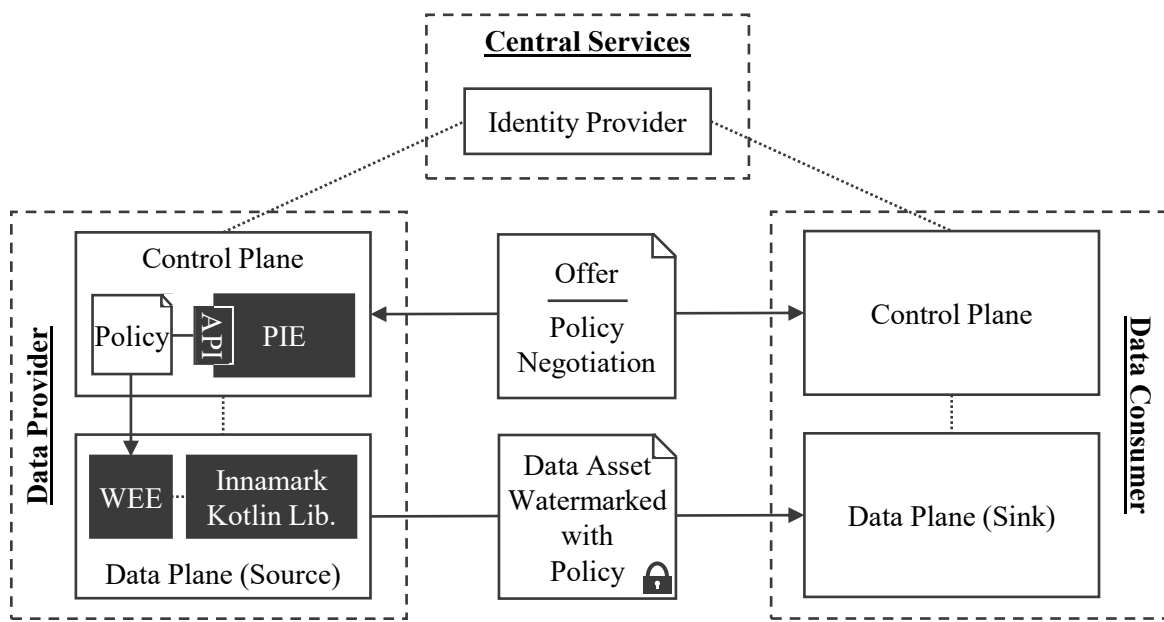 Central Services
Identity Provider
Data Provider
Control Plane
Policy
API
PIE
WEE
Innamark
Kotlin Lib.
Data Plane (Source)
Offer
Policy
Negotiation
Data Asset
Watermarked
with
Policy
Control Plane
Data Plane (Sink)
Data Consumer